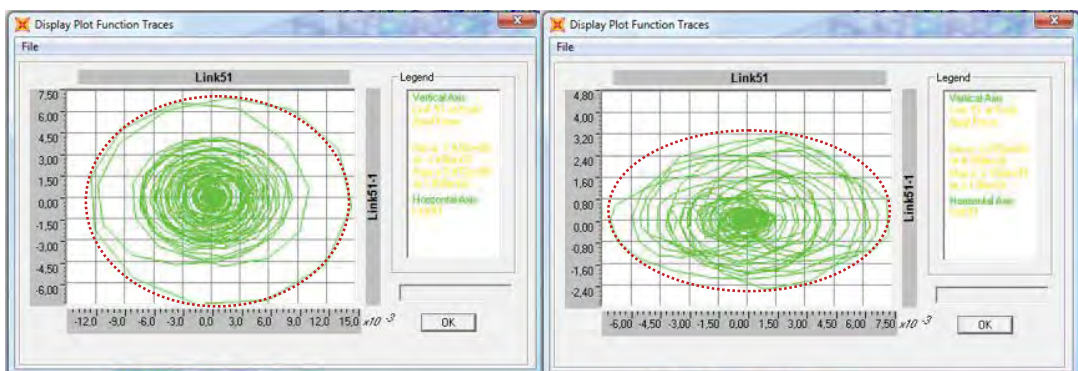 Display Plot Function Traces
File
Link51
Legend
7,50
6,00
4,50
3,00
1,50
0,00
-1,50
-3,00
-4,50
-6,00
Vertical Axis
Horizontal Axis
Link51-1
-12,0 -9,0 -6,0 -3,0 0,0 3,0 6,0 9,0 12,0 15,0 x10 -3
OK
Display Plot Function Traces
File
Link51
Legend
4,80
4,00
3,20
2,40
1,60
0,80
0,00
-0,80
-1,60
-2,40
Vertical Axis
Horizontal Axis
Link51-1
-6,00 -4,50 -3,00 -1,50 0,00 1,50 3,00 4,50 6,00 7,50 x10 -3
OK